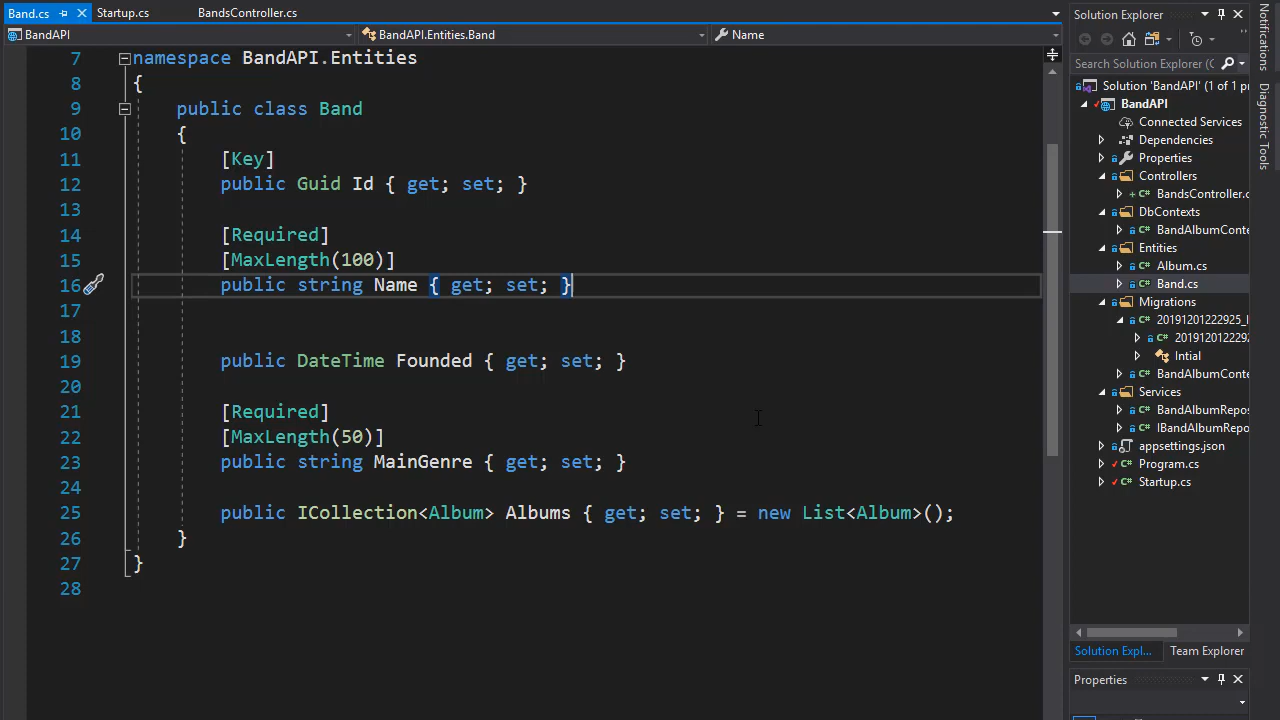 Band.cs
Startup.cs
BandsController.cs
Solution Explorer
BandAPI
BandAPI.Entities.Band
Name
Search Solution Explorer (C
Solution 'BandAPI' (1 of 1 p
BandAPI
Connected Services
Dependencies
Properties
Controllers
BandsController.c
DbContexts
BandAlbumConte
Entities
Album.cs
Band.cs
Migrations
20191201222925_I
2019120122292
Intial
BandAlbumConte
Services
BandAlbumRepos
IBandAlbumRepo
appsettings.json
Program.cs
Startup.cs
Solution Expl...
Team Explorer
Properties
Notifications
Diagnostic Tools
7 namespace BandAPI.Entities
8 {
9 public class Band
10 {
11 [Key]
12 public Guid Id { get; set; }
13
14 [Required]
15 [MaxLength(100)]
16 public string Name { get; set; }
17
18
19 public DateTime Founded { get; set; }
20
21 [Required]
22 [MaxLength(50)]
23 public string MainGenre { get; set; }
24
25 public ICollection<Album> Albums { get; set; } = new List<Album>();
26 }
27 }
28